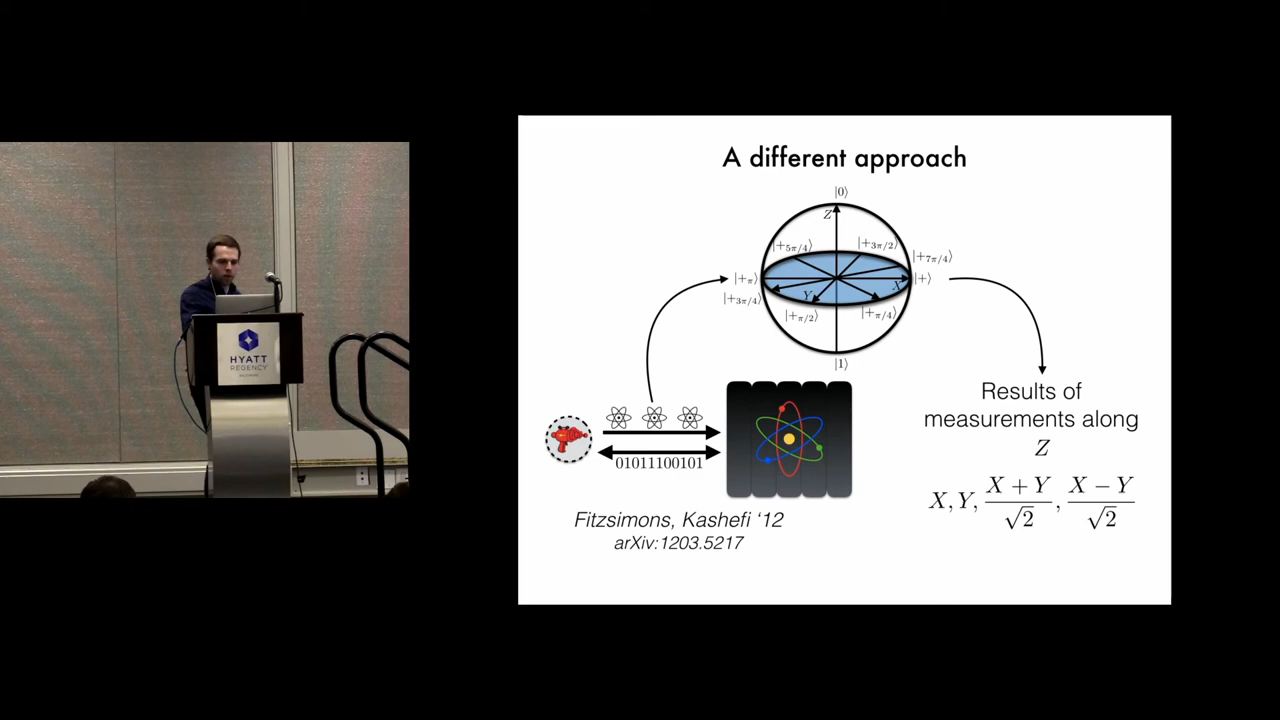 A different approach
|0⟩
Z
|+5π/4⟩
|+3π/2⟩
|+7π/4⟩
|+π⟩
X
|+⟩
|+3π/4⟩
Y
|+π/2⟩
|+π/4⟩
|1⟩
01011100101
Fitzsimons, Kashefi ‘12
arXiv:1203.5217
Results of
measurements along
Z
X, Y, (X + Y)/√2, (X − Y)/√2
HYATT
REGENCY